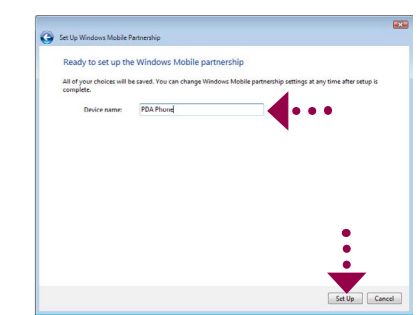 Set Up Windows Mobile Partnership
Ready to set up the Windows Mobile partnership
All of your choices will be saved. You can change Windows Mobile partnership settings at any time after setup is
complete.
Device name: PDA Phone
Set Up Cancel